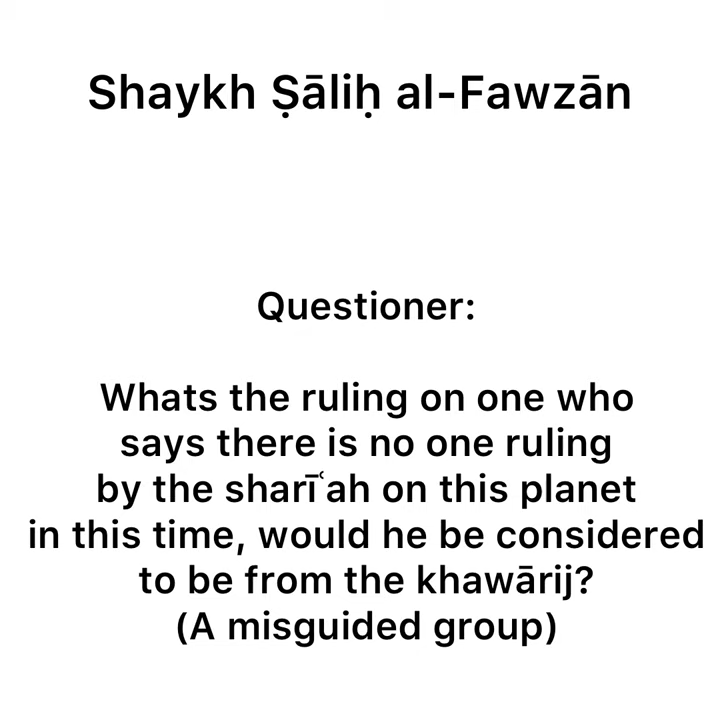 Shaykh Ṣāliḥ al-Fawzān
Questioner:
Whats the ruling on one who
says there is no one ruling
by the sharīʿah on this planet
in this time, would he be considered
to be from the khawārij?
(A misguided group)